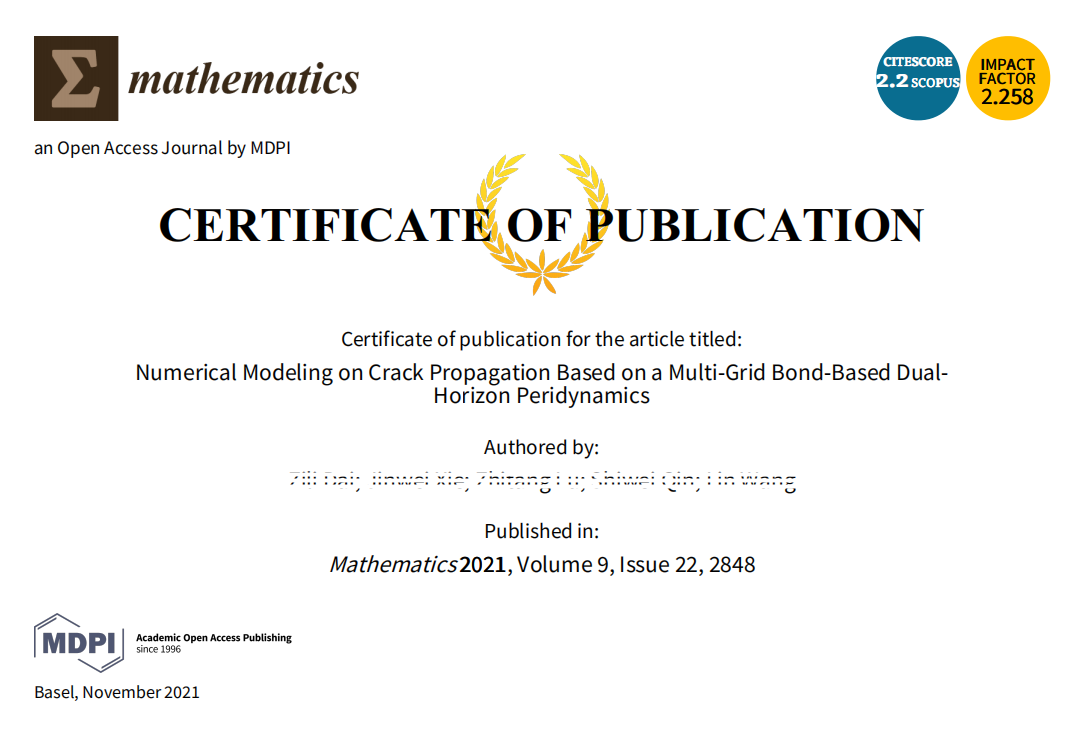 Σ mathematics
CITESCORE
2.2 SCOPUS
IMPACT
FACTOR
2.258
an Open Access Journal by MDPI
CERTIFICATE OF PUBLICATION
Certificate of publication for the article titled:
Numerical Modeling on Crack Propagation Based on a Multi-Grid Bond-Based Dual-
Horizon Peridynamics
Authored by:
Published in:
Mathematics 2021, Volume 9, Issue 22, 2848
MDPI
Academic Open Access Publishing
since 1996
Basel, November 2021